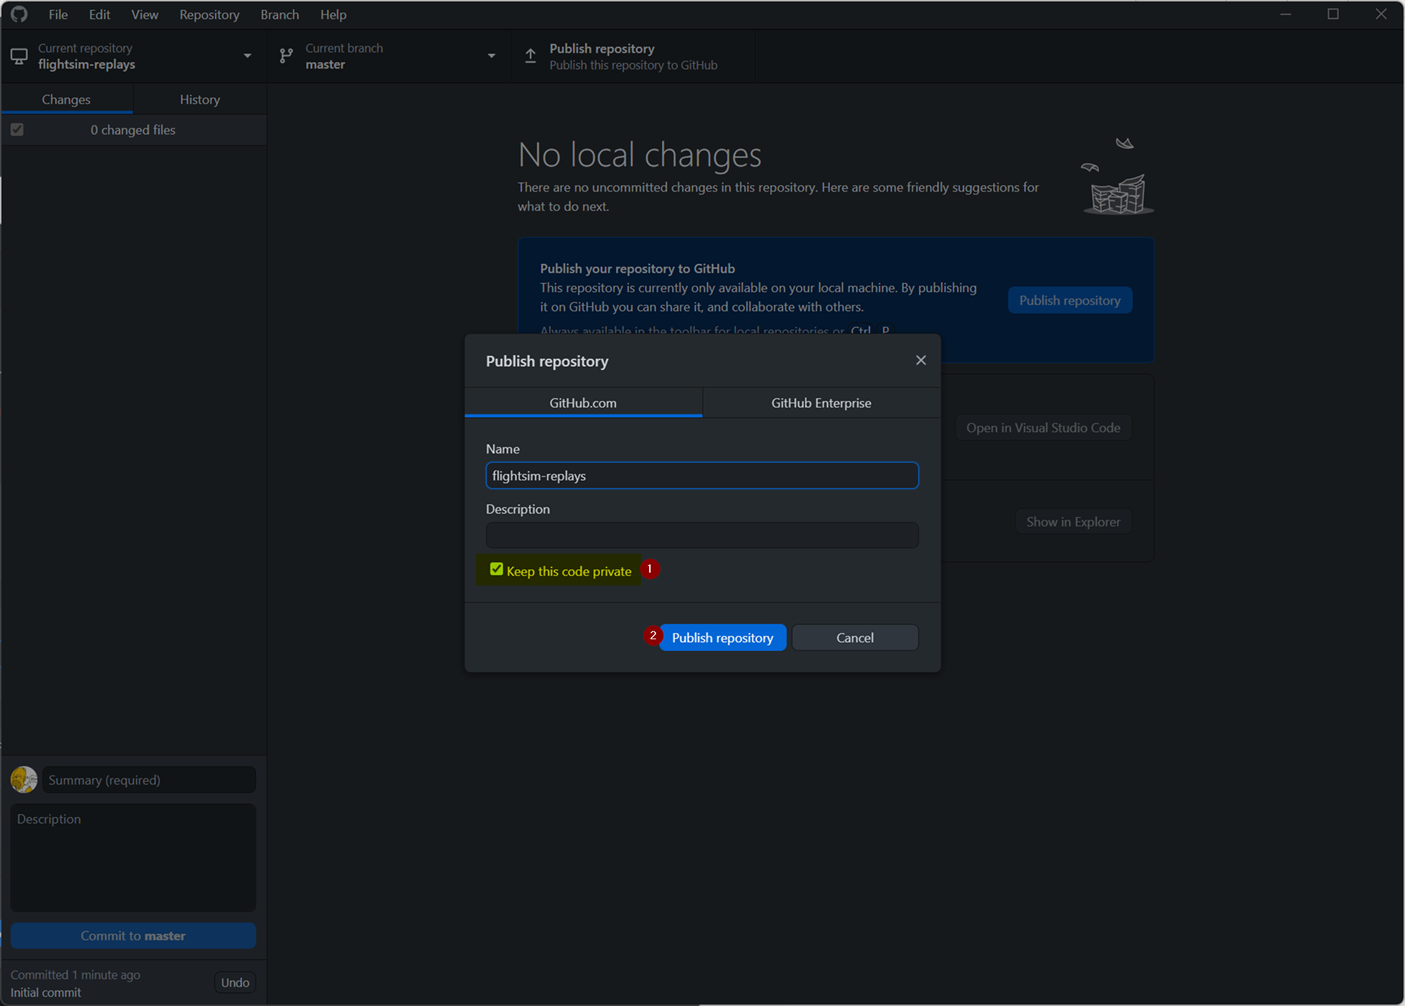 File Edit View Repository Branch Help
Current repository
flightsim-replays
Current branch
master
Publish repository
Publish this repository to GitHub
Changes History
0 changed files
No local changes
There are no uncommitted changes in this repository. Here are some friendly suggestions for
what to do next.
Publish your repository to GitHub
This repository is currently only available on your local machine. By publishing
it on GitHub you can share it, and collaborate with others.
Publish repository
Always available in the toolbar for local repositories or Ctrl P
Publish repository
GitHub.com GitHub Enterprise
Name
flightsim-replays
Description
Keep this code private 1
2 Publish repository Cancel
Open in Visual Studio Code
Show in Explorer
Summary (required)
Description
Commit to master
Committed 1 minute ago
Initial commit
Undo